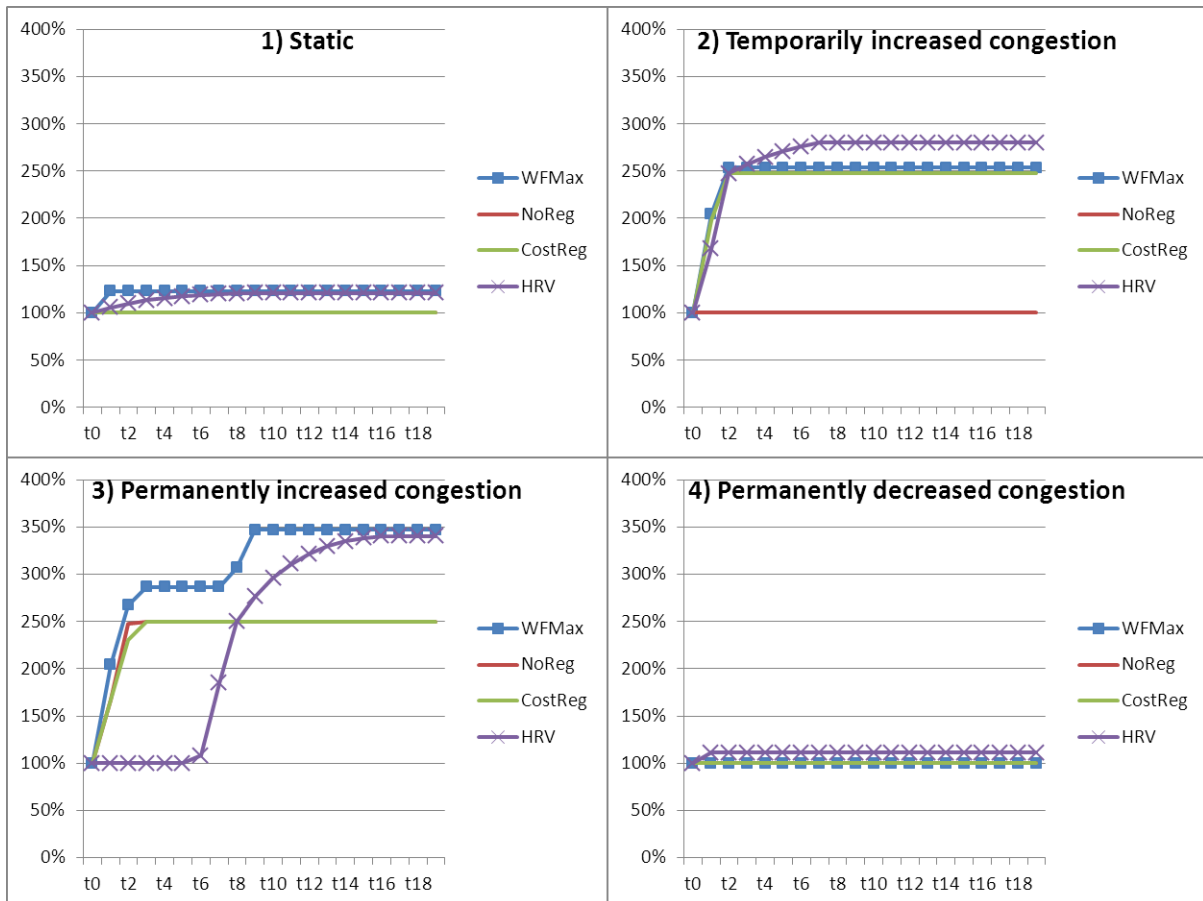 1) Static
400%
350%
300%
250%
200%
150%
100%
50%
0%
t0 t2 t4 t6 t8 t10 t12 t14 t16 t18
WFMax
NoReg
CostReg
HRV
2) Temporarily increased congestion
400%
350%
300%
250%
200%
150%
100%
50%
0%
t0 t2 t4 t6 t8 t10 t12 t14 t16 t18
WFMax
NoReg
CostReg
HRV
3) Permanently increased congestion
400%
350%
300%
250%
200%
150%
100%
50%
0%
t0 t2 t4 t6 t8 t10 t12 t14 t16 t18
WFMax
NoReg
CostReg
HRV
4) Permanently decreased congestion
400%
350%
300%
250%
200%
150%
100%
50%
0%
t0 t2 t4 t6 t8 t10 t12 t14 t16 t18
WFMax
NoReg
CostReg
HRV